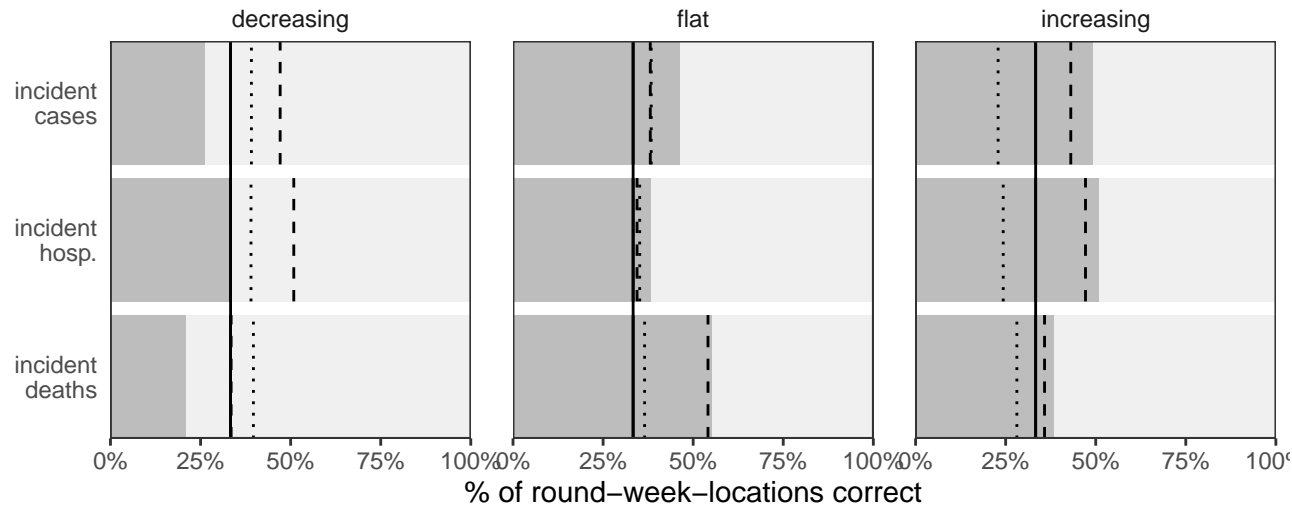 decreasing flat increasing
incident
cases
incident
hosp.
incident
deaths
0% 25% 50% 75% 100% 0% 25% 50% 75% 100% 0% 25% 50% 75% 100%
% of round−week−locations correct